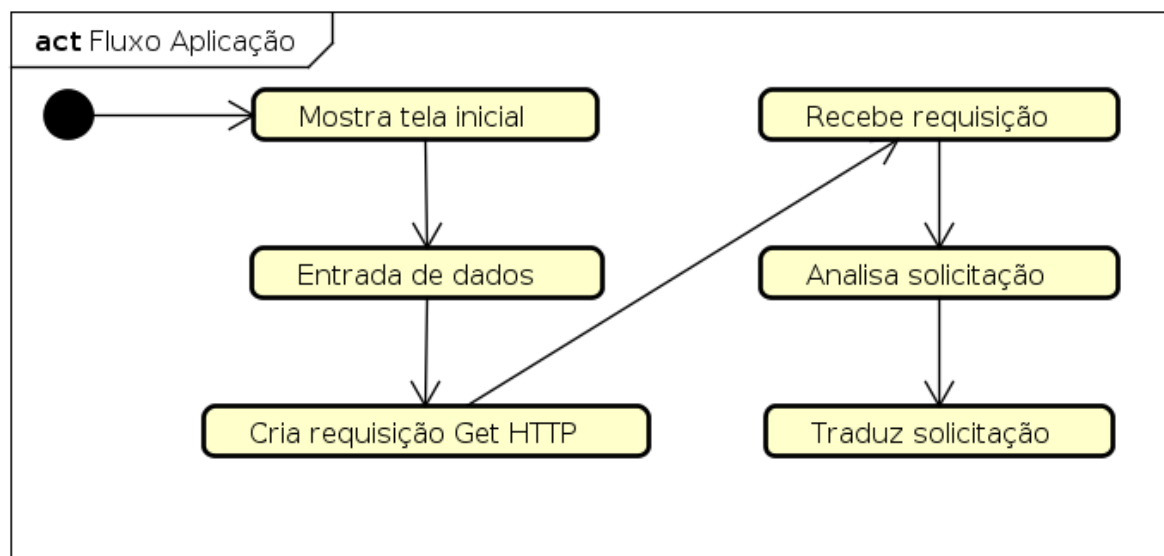 act Fluxo Aplicação
Mostra tela inicial
Entrada de dados
Cria requisição Get HTTP
Recebe requisição
Analisa solicitação
Traduz solicitação